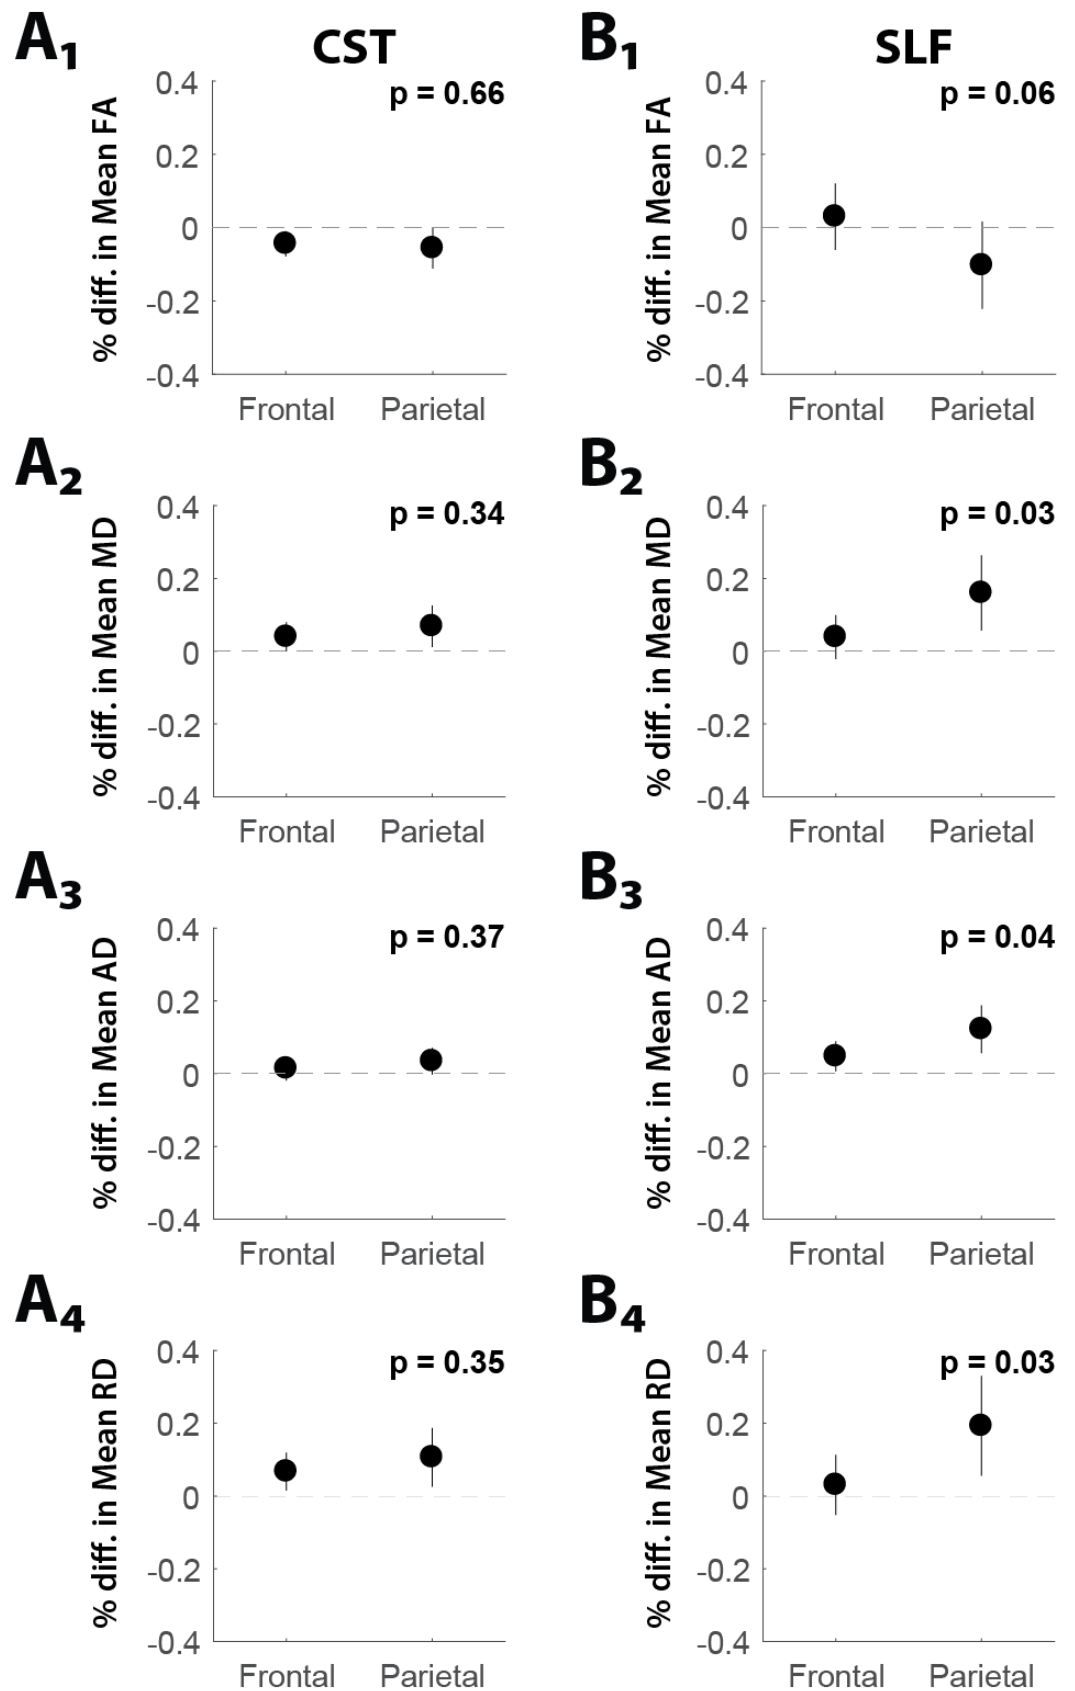 A1 CST
p = 0.66
% diff. in Mean FA
0.4
0.2
0
-0.2
-0.4
Frontal Parietal
B1 SLF
p = 0.06
% diff. in Mean FA
0.4
0.2
0
-0.2
-0.4
Frontal Parietal
A2
p = 0.34
% diff. in Mean MD
0.4
0.2
0
-0.2
-0.4
Frontal Parietal
B2
p = 0.03
% diff. in Mean MD
0.4
0.2
0
-0.2
-0.4
Frontal Parietal
A3
p = 0.37
% diff. in Mean AD
0.4
0.2
0
-0.2
-0.4
Frontal Parietal
B3
p = 0.04
% diff. in Mean AD
0.4
0.2
0
-0.2
-0.4
Frontal Parietal
A4
p = 0.35
% diff. in Mean RD
0.4
0.2
0
-0.2
-0.4
Frontal Parietal
B4
p = 0.03
% diff. in Mean RD
0.4
0.2
0
-0.2
-0.4
Frontal Parietal